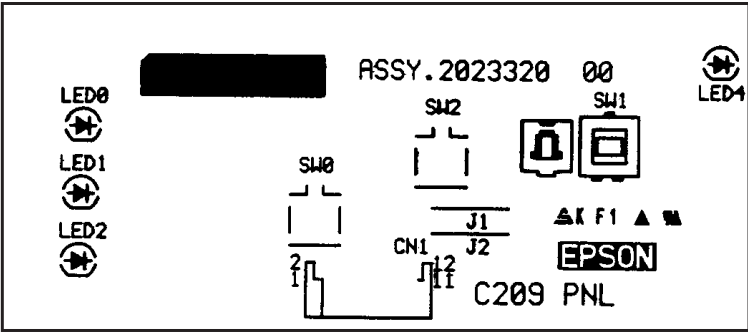 ASSY.2023320 00
LED4
LED0
SW2
SW1
LED1
SW0
LED2
J1
K F1
CN1
J2
2
1
12
11
EPSON
C209 PNL